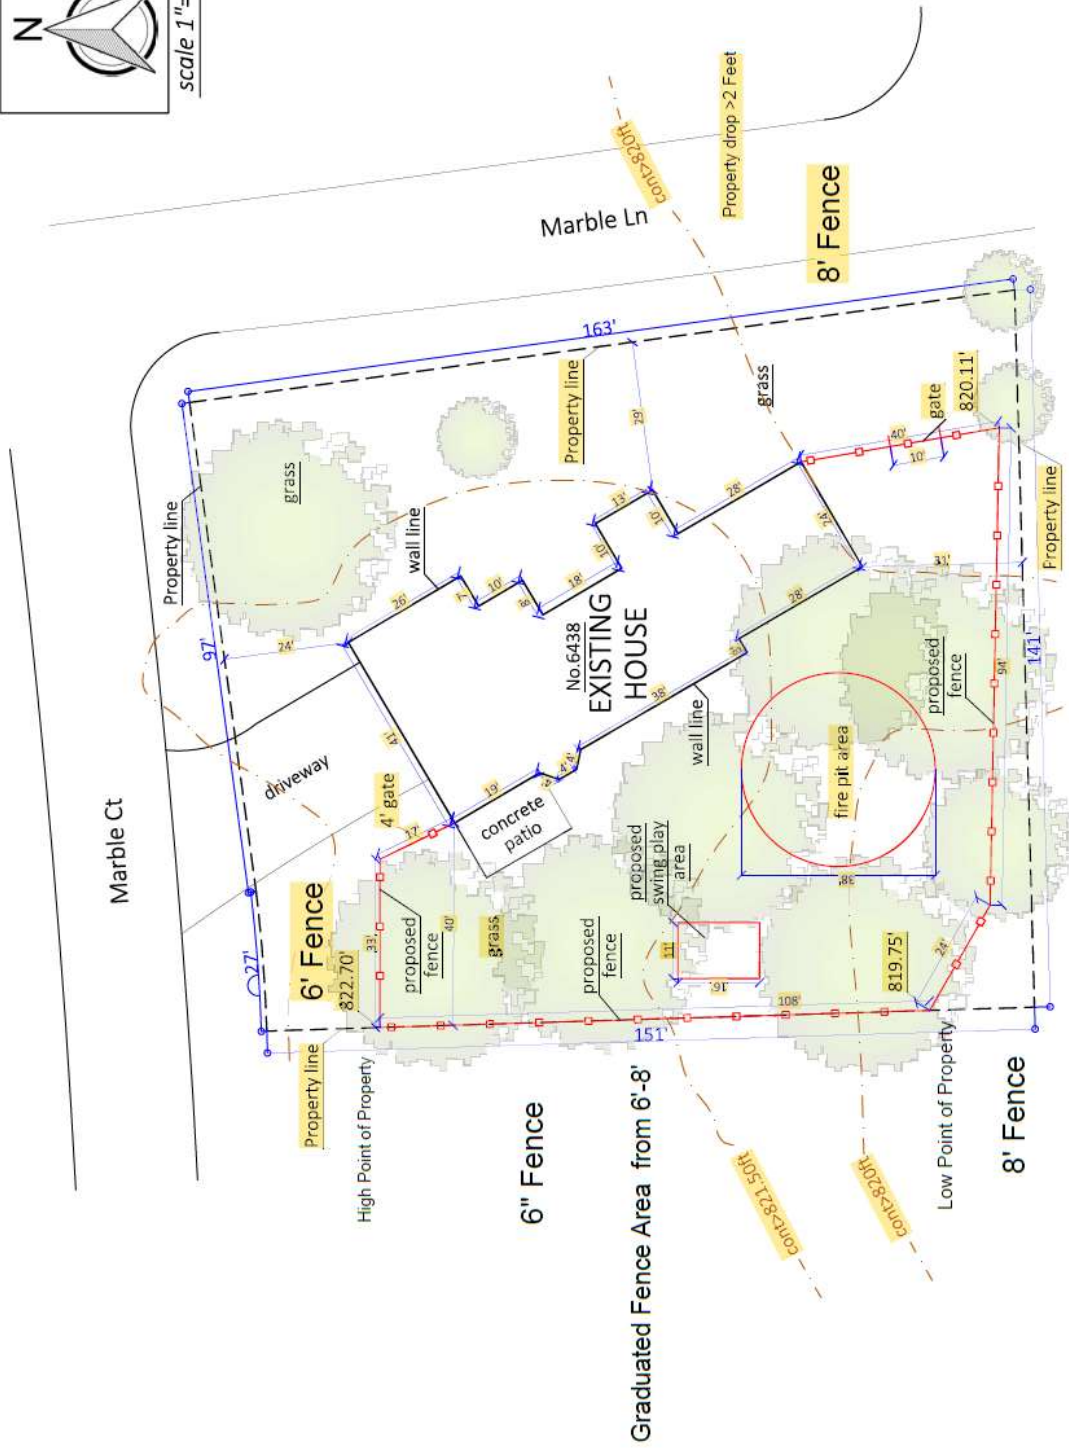 N
scale 1"=
Marble Ct
Marble Ln
cont>820ft
Property drop >2 Feet
8' Fence
163'
Property line
29'
grass
Property line
grass
97'
24'
wall line
26'
7'
10'
8'
18'
10'
13'
10'
28'
24'
40'
gate
10'
820.11'
Property line
31'
driveway
41'
No.6438
EXISTING
HOUSE
28'
38'
wall line
4' gate
17'
19'
4'
4'
concrete
patio
27'
6' Fence
822.70'
33'
proposed
fence
40'
grass
proposed
fence
proposed
swing play
area
11'
16'
fire pit area
38'
proposed
fence
94'
141'
24'
819.75'
108'
151'
Property line
High Point of Property
6" Fence
Graduated Fence Area from 6'-8'
cont>821.50ft
cont>820ft
Low Point of Property
8' Fence